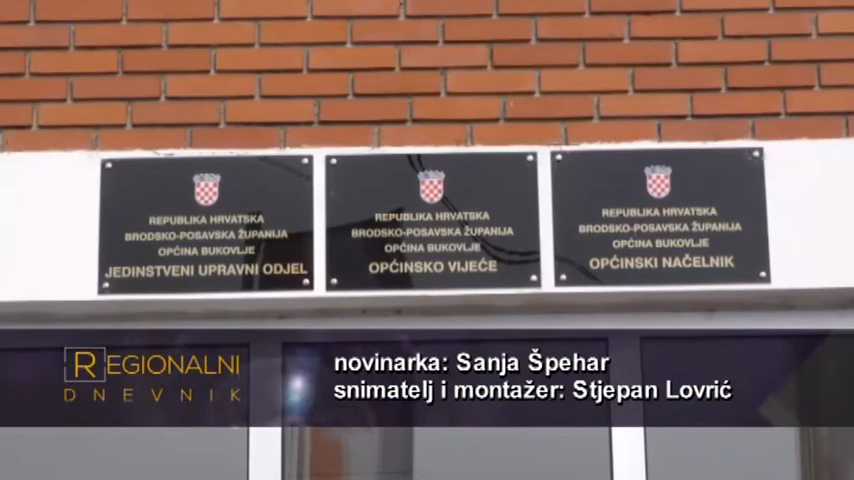 REPUBLIKA HRVATSKA
BRODSKO-POSAVSKA ŽUPANIJA
OPĆINA BUKOVLJE
JEDINSTVENI UPRAVNI ODJEL
REPUBLIKA HRVATSKA
BRODSKO-POSAVSKA ŽUPANIJA
OPĆINA BUKOVLJE
OPĆINSKO VIJEĆE
REPUBLIKA HRVATSKA
BRODSKO-POSAVSKA ŽUPANIJA
OPĆINA BUKOVLJE
OPĆINSKI NAČELNIK
REGIONALNI
DNEVNIK
novinarka: Sanja Špehar
snimatelj i montažer: Stjepan Lovrić